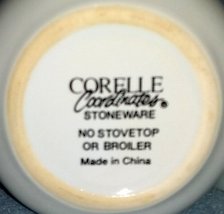 CORELLE
Coordinates®
STONEWARE
NO STOVETOP
OR BROILER
Made in China